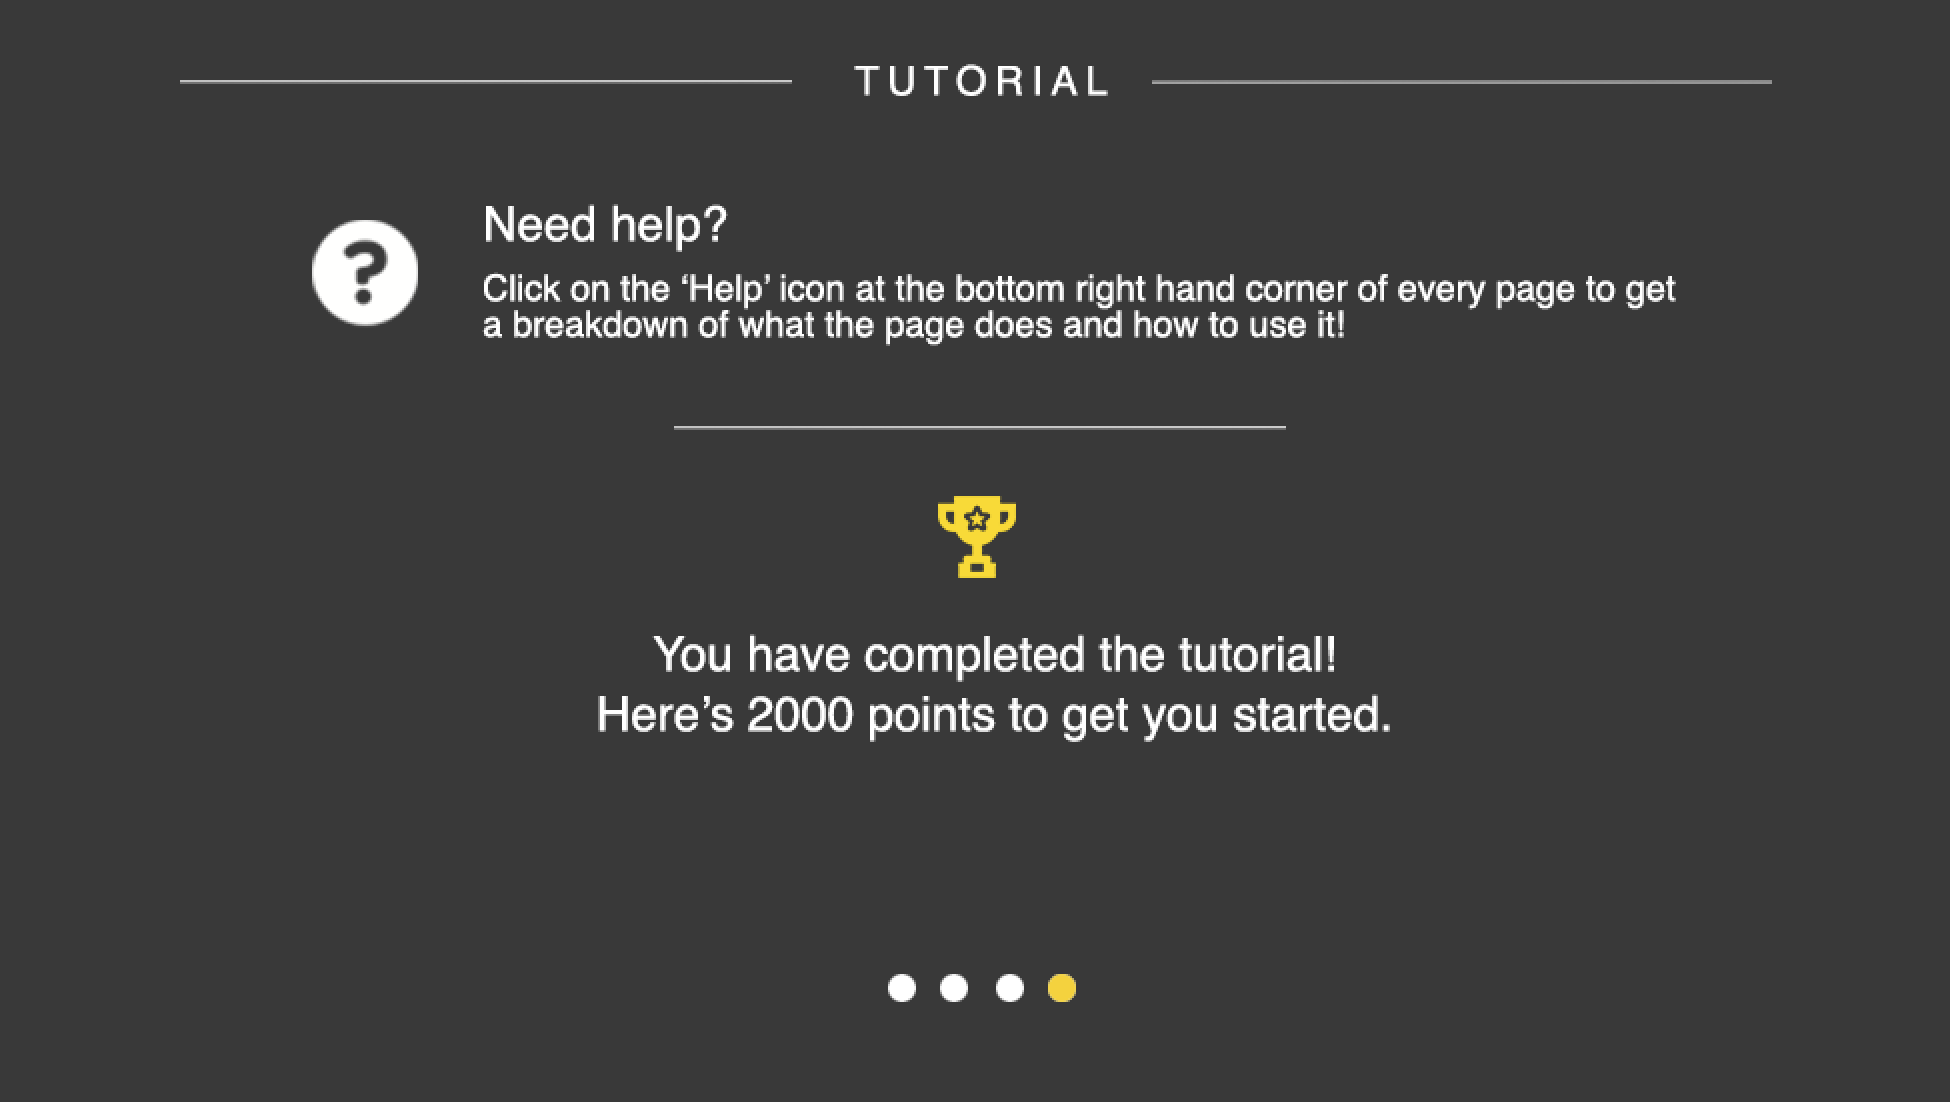 TUTORIAL
Need help?
Click on the ‘Help’ icon at the bottom right hand corner of every page to get
a breakdown of what the page does and how to use it!
You have completed the tutorial!
Here’s 2000 points to get you started.